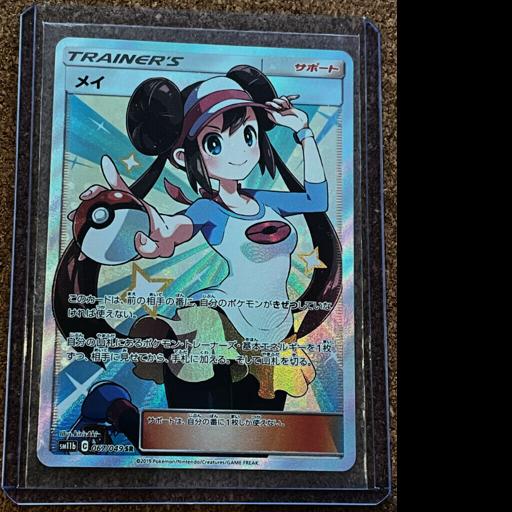 TRAINER'S
サポート
メイ
このカードは、前の相手の番に、自分のポケモンがきぜつしていな
ければ使えない。
自分の山札にあるポケモン・トレーナーズ・基本エネルギーを1枚
ずつ、相手に見せてから、手札に加える。そして山札を切る。
サポートは、自分の番に1枚しか使えない。
sm11b C 067/049 SR
©2019 Pokémon/Nintendo/Creatures/GAME FREAK.